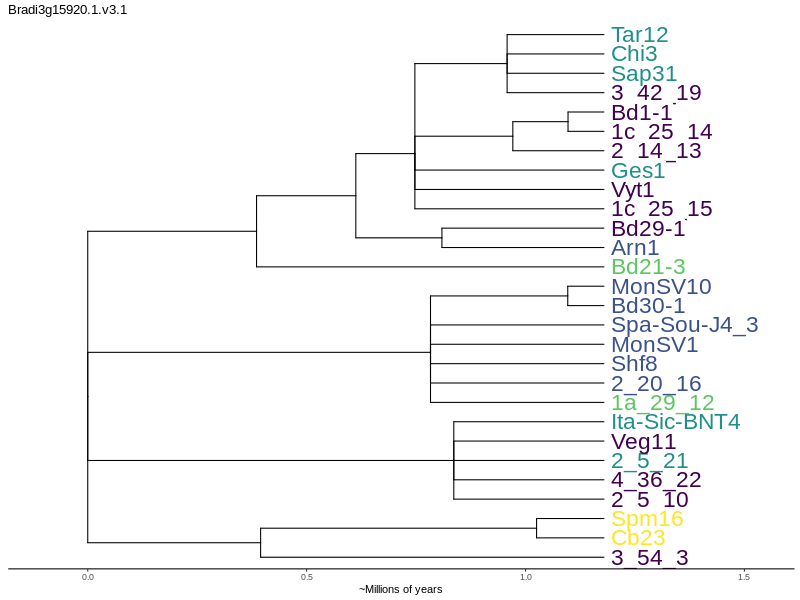 Bradi3g15920.1.v3.1
Tar12
Chi3
Sap31
3_42_19
Bd1-1
1c_25_14
2_14_13
Ges1
Vyt1
1c_25_15
Bd29-1
Arn1
Bd21-3
MonSV10
Bd30-1
Spa-Sou-J4_3
MonSV1
Shf8
2_20_16
1a_29_12
Ita-Sic-BNT4
Veg11
2_5_21
4_36_22
2_5_10
Spm16
Cb23
3_54_3
0.0 0.5 1.0 1.5
~Millions of years